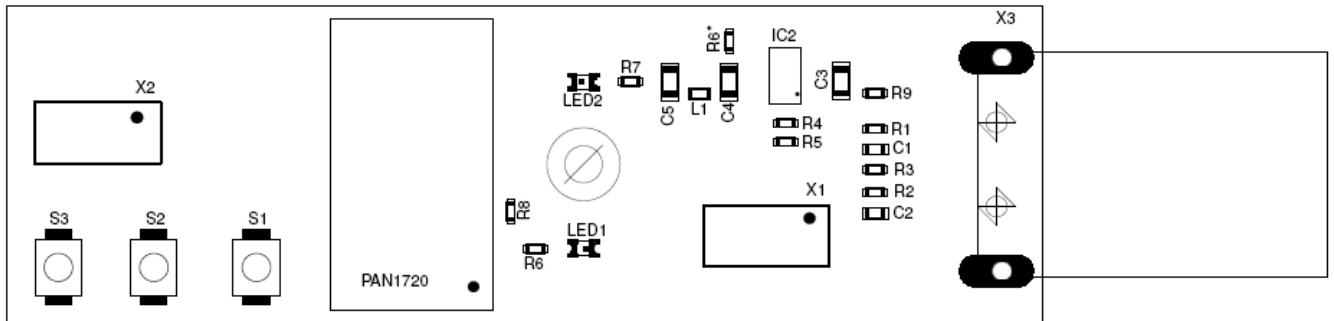 X3
R6*
IC2
R7
C3
X2
R9
LED2
C5
L1
C4
R4
R1
R5
C1
R3
X1
R2
R8
C2
S3
S2
S1
LED1
R6
PAN1720